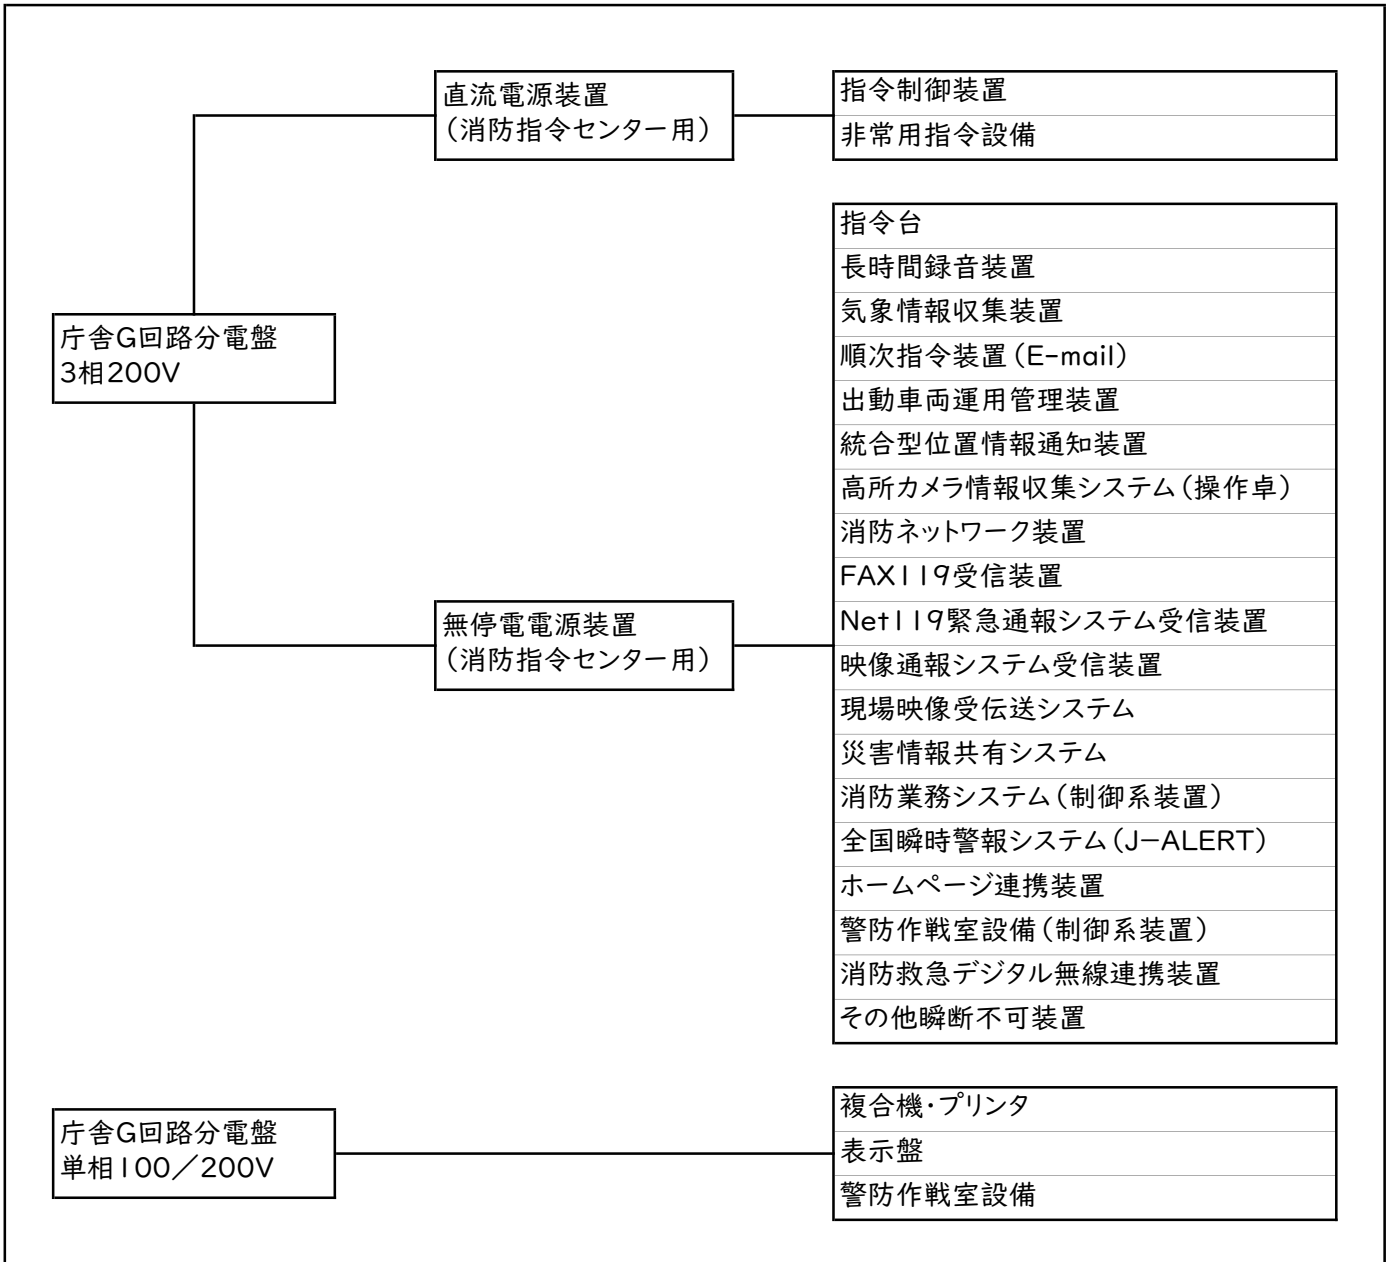 直流電源装置
（消防指令センター用）
指令制御装置
非常用指令設備
庁舎G回路分電盤
3相200V
無停電電源装置
（消防指令センター用）
指令台
長時間録音装置
気象情報収集装置
順次指令装置（E-mail）
出動車両運用管理装置
統合型位置情報通知装置
高所カメラ情報収集システム（操作卓）
消防ネットワーク装置
FAX119受信装置
Net119緊急通報システム受信装置
映像通報システム受信装置
現場映像受伝送システム
災害情報共有システム
消防業務システム（制御系装置）
全国瞬時警報システム（J-ALERT）
ホームページ連携装置
警防作戦室設備（制御系装置）
消防救急デジタル無線連携装置
その他瞬断不可装置
庁舎G回路分電盤
単相100／200V
複合機・プリンタ
表示盤
警防作戦室設備